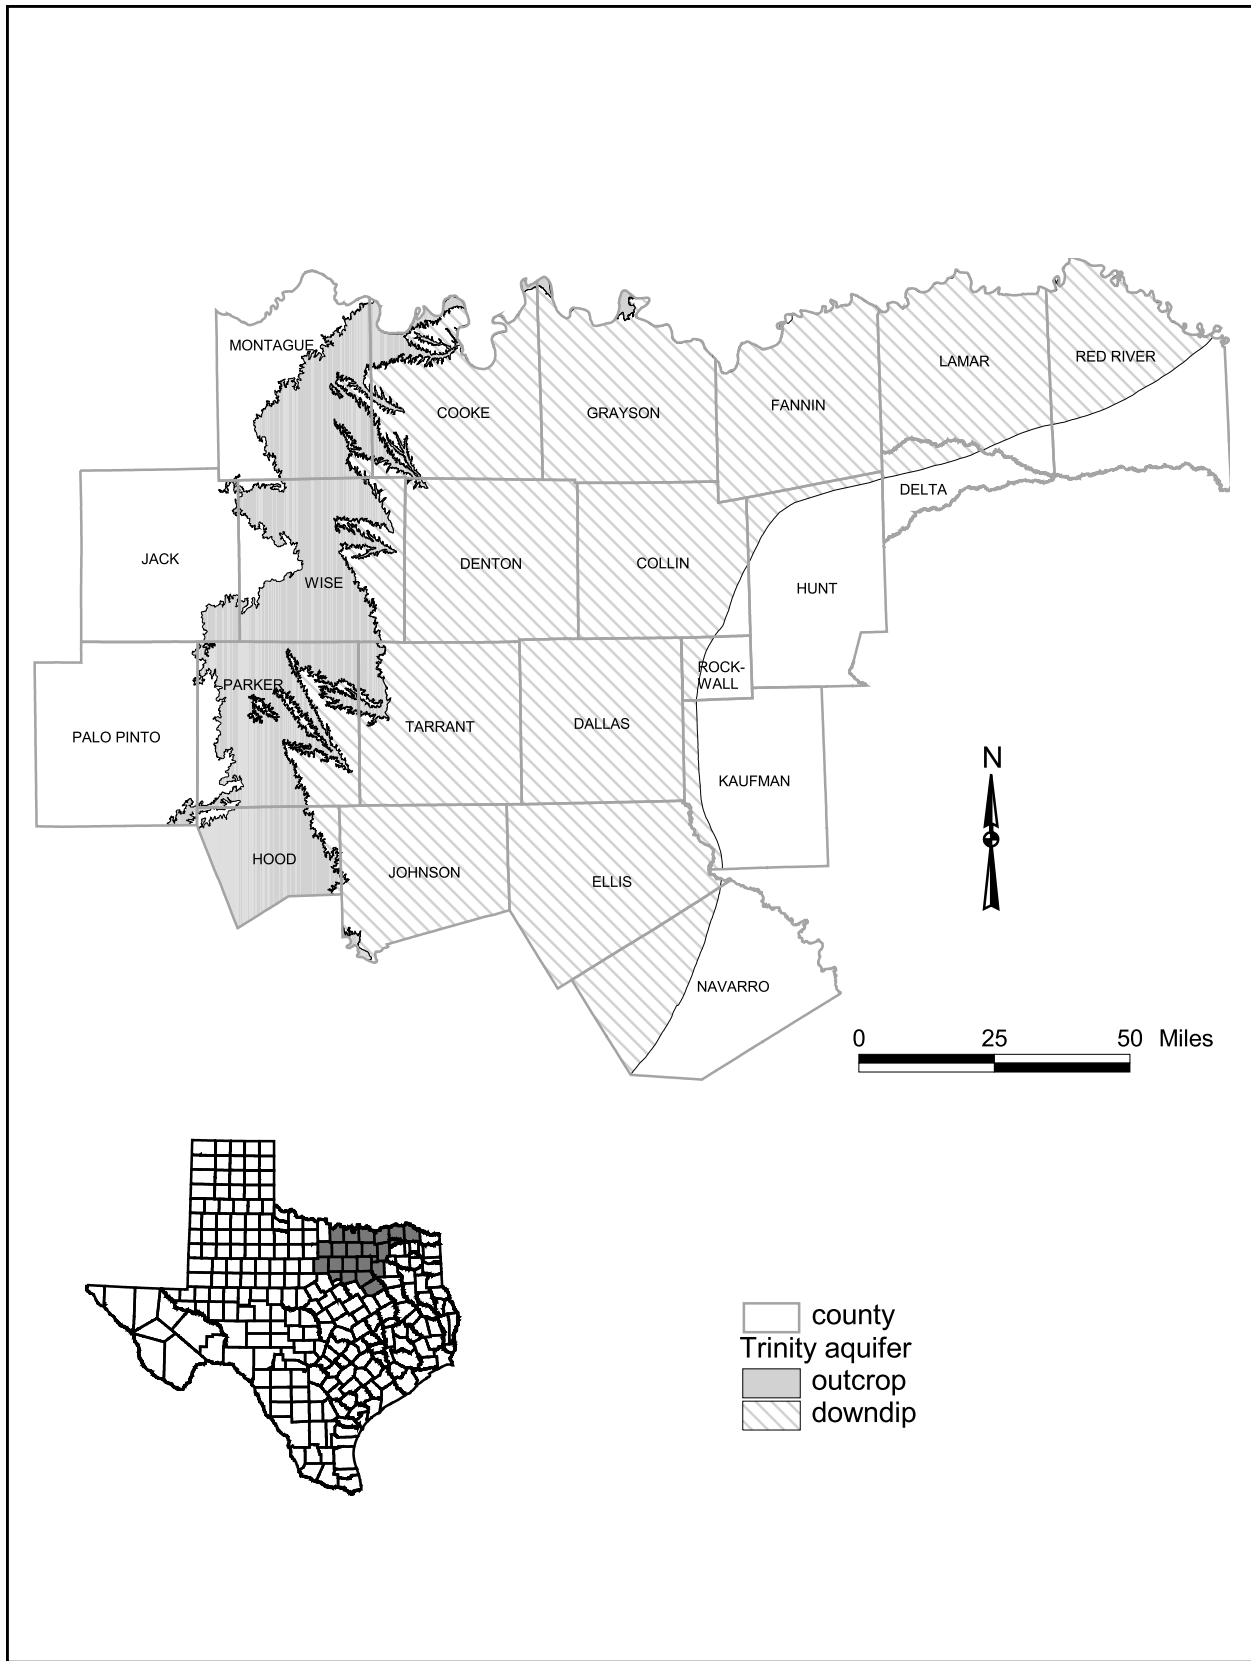 MONTAGUE
COOKE
GRAYSON
FANNIN
LAMAR
RED RIVER
JACK
WISE
DENTON
COLLIN
HUNT
DELTA
PALO PINTO
PARKER
TARRANT
DALLAS
ROCK-
WALL
KAUFMAN
HOOD
JOHNSON
ELLIS
NAVARRO
N
0 25 50 Miles
county
Trinity aquifer
outcrop
downdip